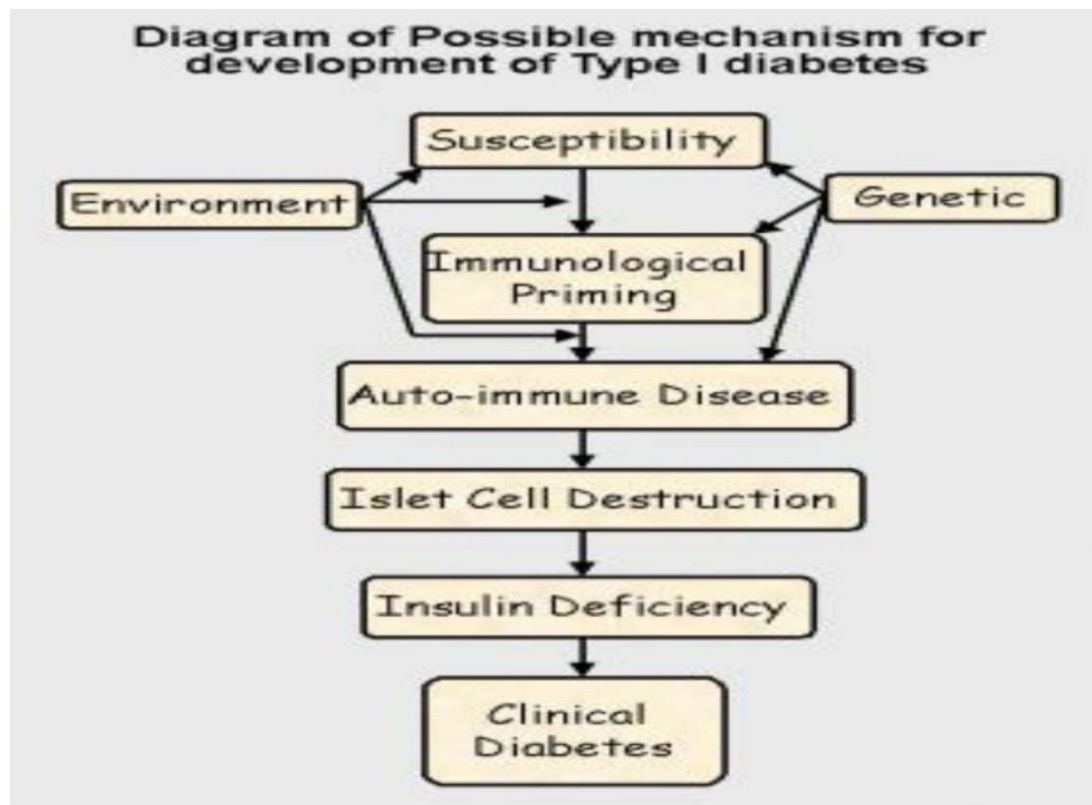 Diagram of Possible mechanism for
development of Type I diabetes
Susceptibility
Environment
Genetic
Immunological
Priming
Auto-immune Disease
Islet Cell Destruction
Insulin Deficiency
Clinical
Diabetes